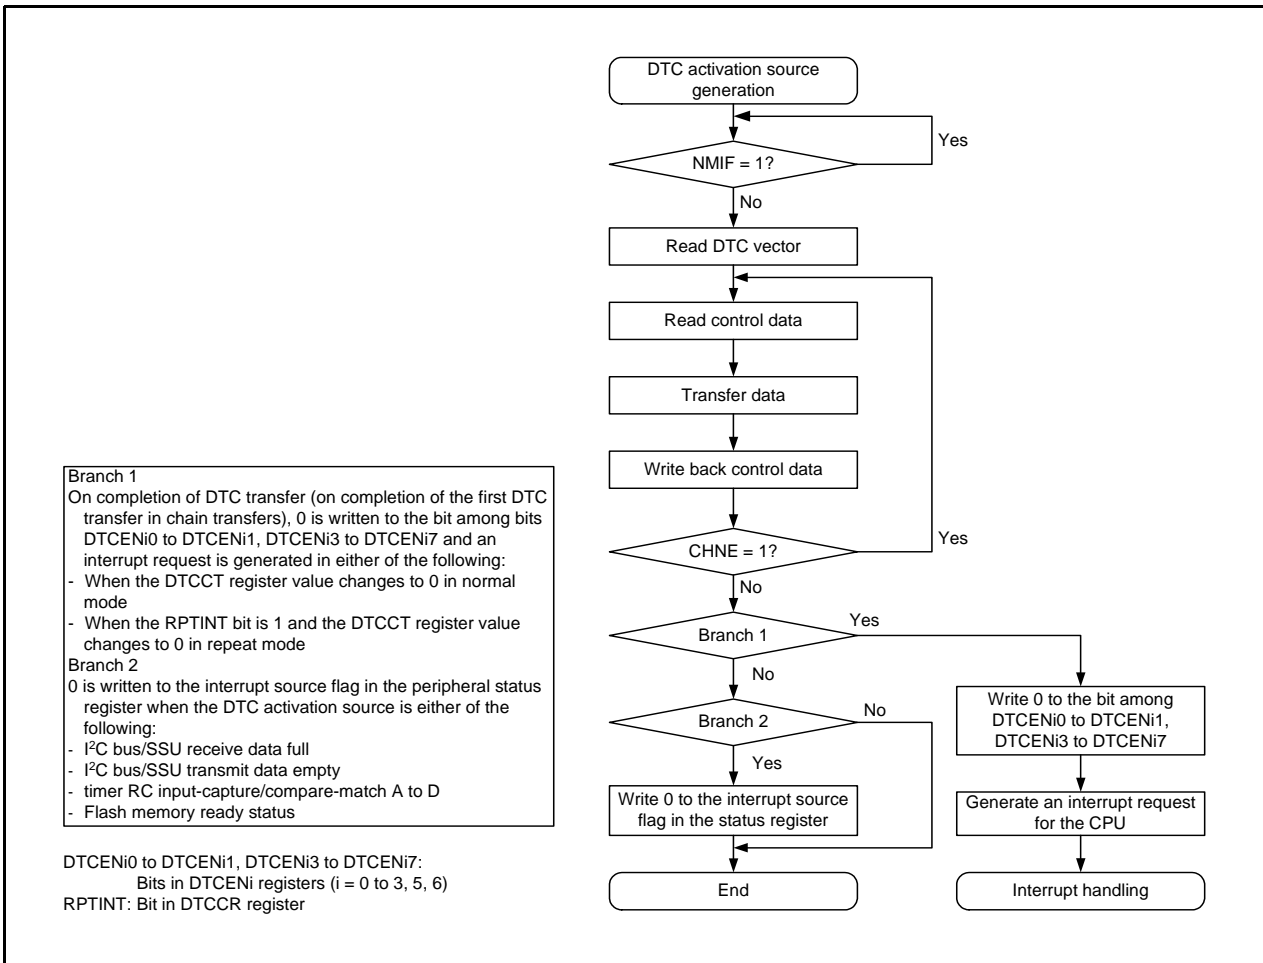 DTC activation source
generation
Yes
NMIF = 1?
No
Read DTC vector
Read control data
Transfer data
Write back control data
CHNE = 1?
Yes
No
Branch 1
Yes
No
Branch 2
No
Yes
Write 0 to the interrupt source
flag in the status register
End
Write 0 to the bit among
DTCENi0 to DTCENi1,
DTCENi3 to DTCENi7
Generate an interrupt request
for the CPU
Interrupt handling
Branch 1
On completion of DTC transfer (on completion of the first DTC
transfer in chain transfers), 0 is written to the bit among bits
DTCENi0 to DTCENi1, DTCENi3 to DTCENi7 and an
interrupt request is generated in either of the following:
- When the DTCCT register value changes to 0 in normal
mode
- When the RPTINT bit is 1 and the DTCCT register value
changes to 0 in repeat mode
Branch 2
0 is written to the interrupt source flag in the peripheral status
register when the DTC activation source is either of the
following:
- I²C bus/SSU receive data full
- I²C bus/SSU transmit data empty
- timer RC input-capture/compare-match A to D
- Flash memory ready status
DTCENi0 to DTCENi1, DTCENi3 to DTCENi7:
Bits in DTCENi registers (i = 0 to 3, 5, 6)
RPTINT: Bit in DTCCR register